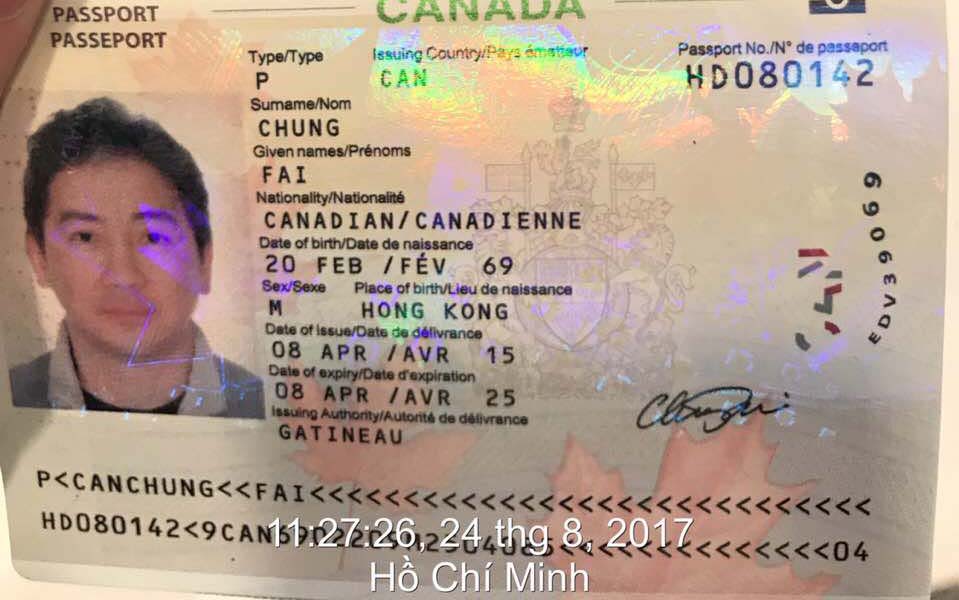 PASSPORT
PASSEPORT
CANADA
Type/Type
Issuing Country/Pays émetteur
Passport No./N° de passeport
P
CAN
HD080142
Surname/Nom
CHUNG
Given names/Prénoms
FAI
Nationality/Nationalité
CANADIAN/CANADIENNE
Date of birth/Date de naissance
20 FEB /FÉV 69
Sex/Sexe Place of birth/Lieu de naissance
M HONG KONG
Date of issue/Date de délivrance
08 APR /AVR 15
Date of expiry/Date d'expiration
08 APR /AVR 25
Issuing Authority/Autorité de délivrance
GATINEAU
EDV39069
P<CANCHUNG<<FAI<<<<<<<<<<<<<<<<<<<<<<<<<<<<<
11:27:26, 24 thg 8, 2017
Hồ Chí Minh